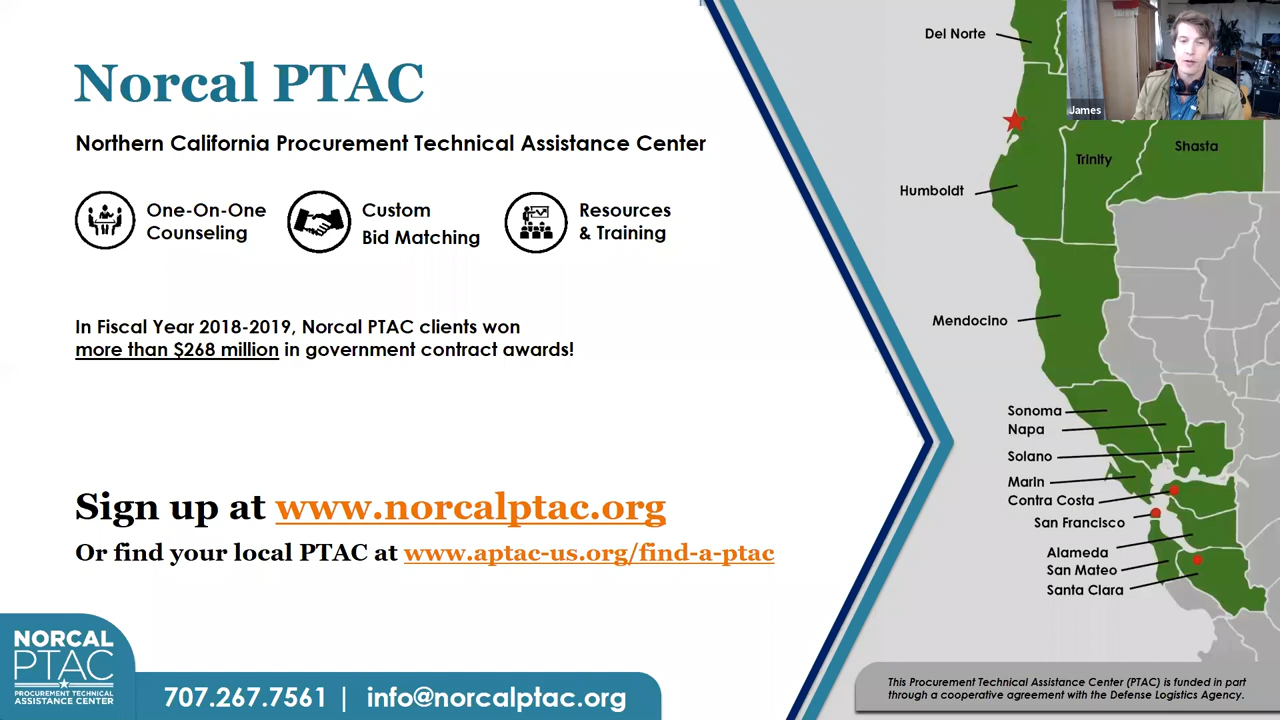 Norcal PTAC
Northern California Procurement Technical Assistance Center
One-On-One
Counseling
Custom
Bid Matching
Resources
& Training
In Fiscal Year 2018-2019, Norcal PTAC clients won
more than $268 million in government contract awards!
Sign up at www.norcalptac.org
Or find your local PTAC at www.aptac-us.org/find-a-ptac
NORCAL
PTAC
PROCUREMENT TECHNICAL
ASSISTANCE CENTER
707.267.7561 | info@norcalptac.org
Del Norte
James
Trinity
Shasta
Humboldt
Mendocino
Sonoma
Napa
Solano
Marin
Contra Costa
San Francisco
Alameda
San Mateo
Santa Clara
This Procurement Technical Assistance Center (PTAC) is funded in part
through a cooperative agreement with the Defense Logistics Agency.